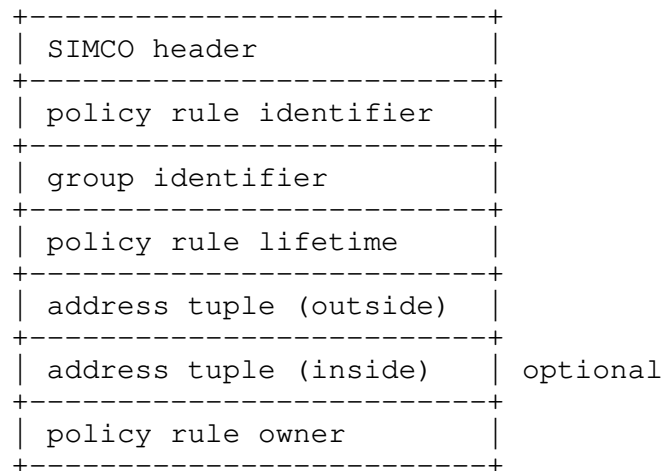 +--------------------------+
| SIMCO header             |
+--------------------------+
| policy rule identifier   |
+--------------------------+
| group identifier         |
+--------------------------+
| policy rule lifetime     |
+--------------------------+
| address tuple (outside)  |
+--------------------------+
| address tuple (inside)   | optional
+--------------------------+
| policy rule owner        |
+--------------------------+